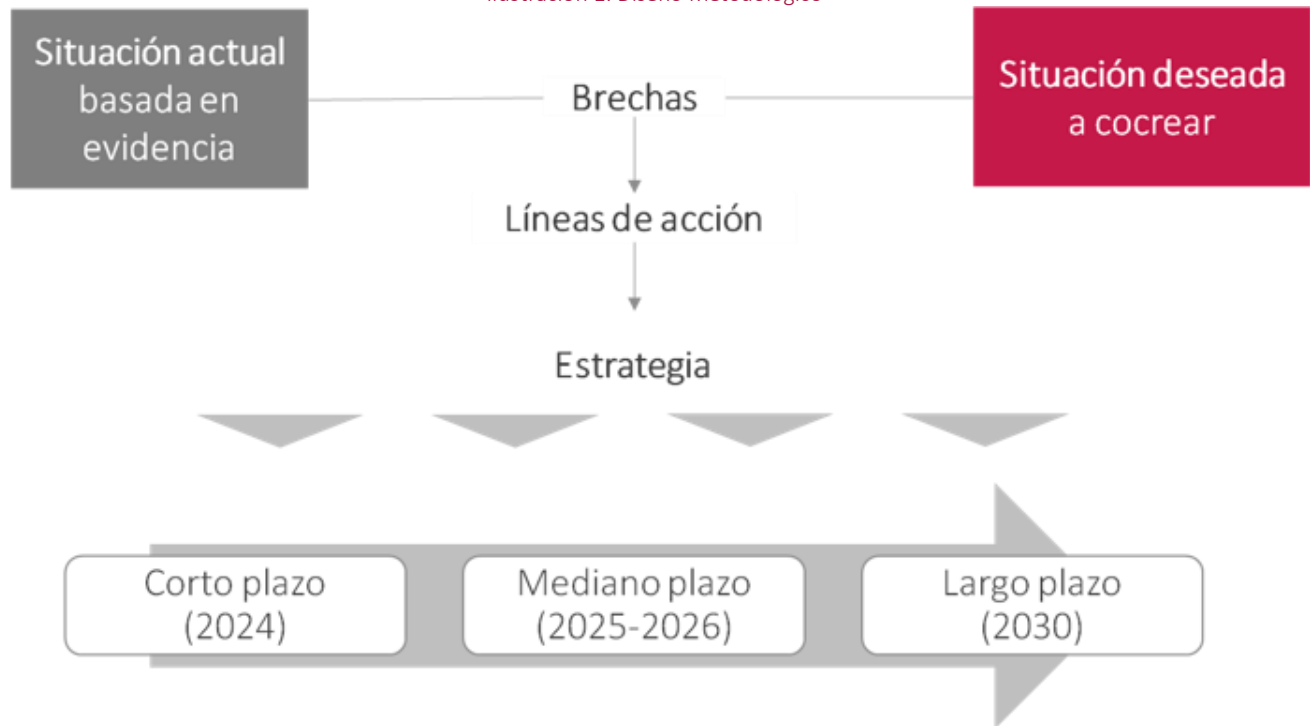 Situación actual
basada en
evidencia
Brechas
Situación deseada
a cocrear
Líneas de acción
Estrategia
Corto plazo
(2024)
Mediano plazo
(2025-2026)
Largo plazo
(2030)